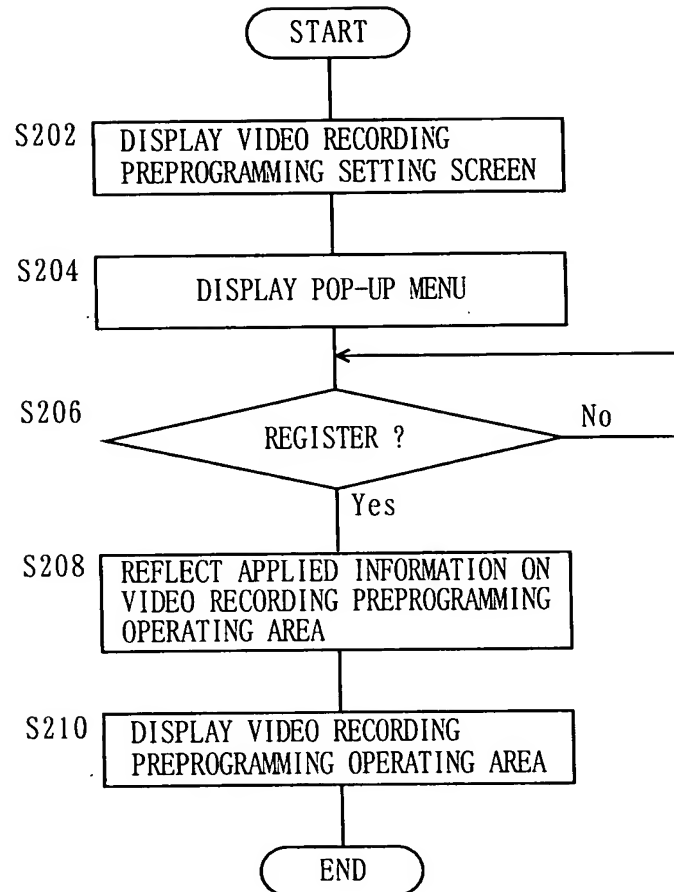 START
S202
DISPLAY VIDEO RECORDING
PREPROGRAMMING SETTING SCREEN
S204
DISPLAY POP-UP MENU
S206
REGISTER ?
No
Yes
S208
REFLECT APPLIED INFORMATION ON
VIDEO RECORDING PREPROGRAMMING
OPERATING AREA
S210
DISPLAY VIDEO RECORDING
PREPROGRAMMING OPERATING AREA
END